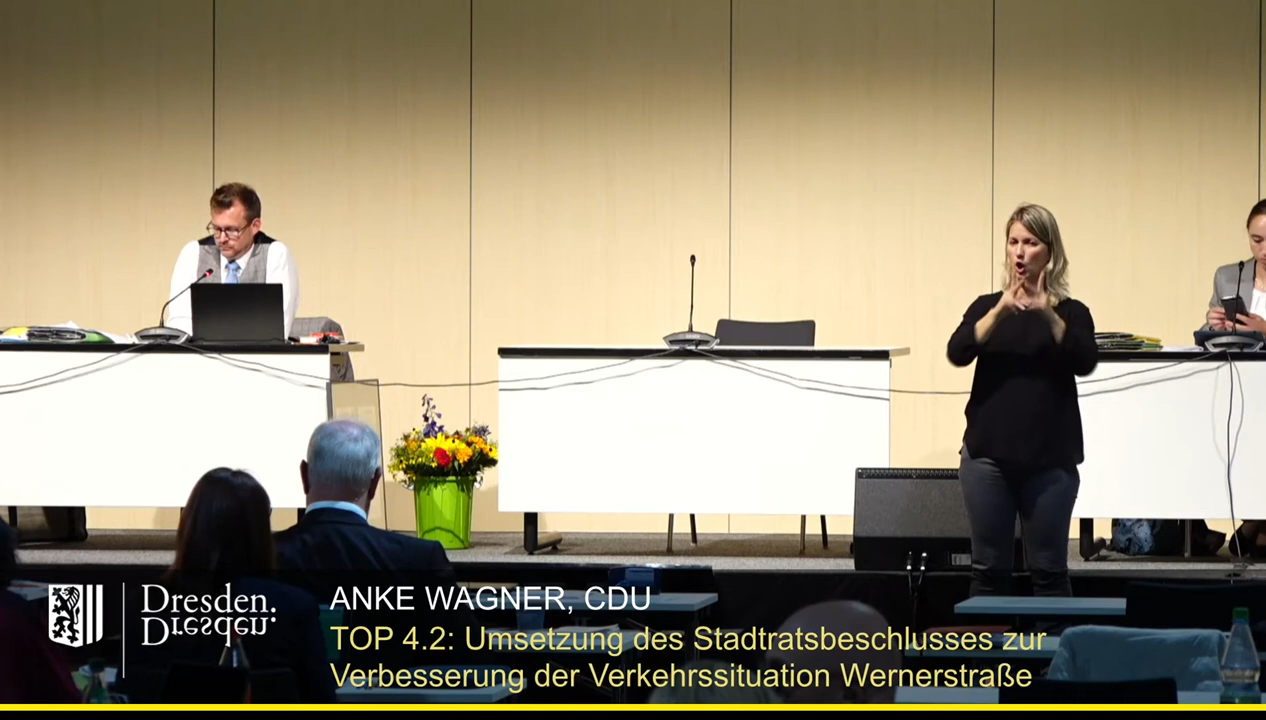 Dresden.
Dresden.
ANKE WAGNER, CDU
TOP 4.2: Umsetzung des Stadtratsbeschlusses zur
Verbesserung der Verkehrssituation Wernerstraße